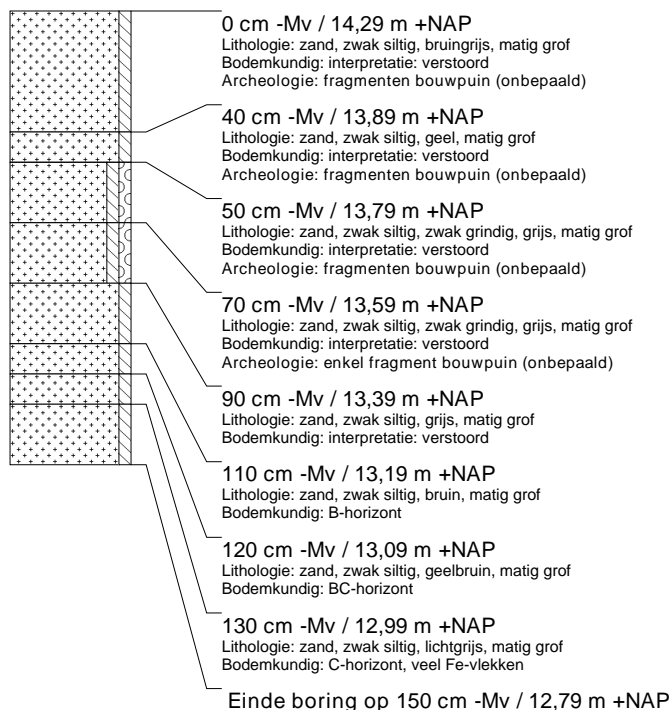 0 cm -Mv / 14,29 m +NAP
Lithologie: zand, zwak siltig, bruingrijs, matig grof
Bodemkundig: interpretatie: verstoord
Archeologie: fragmenten bouwpuin (onbepaald)
40 cm -Mv / 13,89 m +NAP
Lithologie: zand, zwak siltig, geel, matig grof
Bodemkundig: interpretatie: verstoord
Archeologie: fragmenten bouwpuin (onbepaald)
50 cm -Mv / 13,79 m +NAP
Lithologie: zand, zwak siltig, zwak grindig, grijs, matig grof
Bodemkundig: interpretatie: verstoord
Archeologie: fragmenten bouwpuin (onbepaald)
70 cm -Mv / 13,59 m +NAP
Lithologie: zand, zwak siltig, zwak grindig, grijs, matig grof
Bodemkundig: interpretatie: verstoord
Archeologie: enkel fragment bouwpuin (onbepaald)
90 cm -Mv / 13,39 m +NAP
Lithologie: zand, zwak siltig, grijs, matig grof
Bodemkundig: interpretatie: verstoord
110 cm -Mv / 13,19 m +NAP
Lithologie: zand, zwak siltig, bruin, matig grof
Bodemkundig: B-horizont
120 cm -Mv / 13,09 m +NAP
Lithologie: zand, zwak siltig, geelbruin, matig grof
Bodemkundig: BC-horizont
130 cm -Mv / 12,99 m +NAP
Lithologie: zand, zwak siltig, lichtgrijs, matig grof
Bodemkundig: C-horizont, veel Fe-vlekken
Einde boring op 150 cm -Mv / 12,79 m +NAP